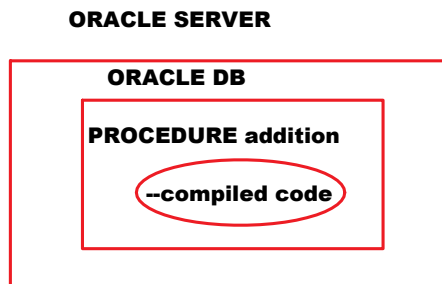 ORACLE SERVER
ORACLE DB
PROCEDURE addition
--compiled code